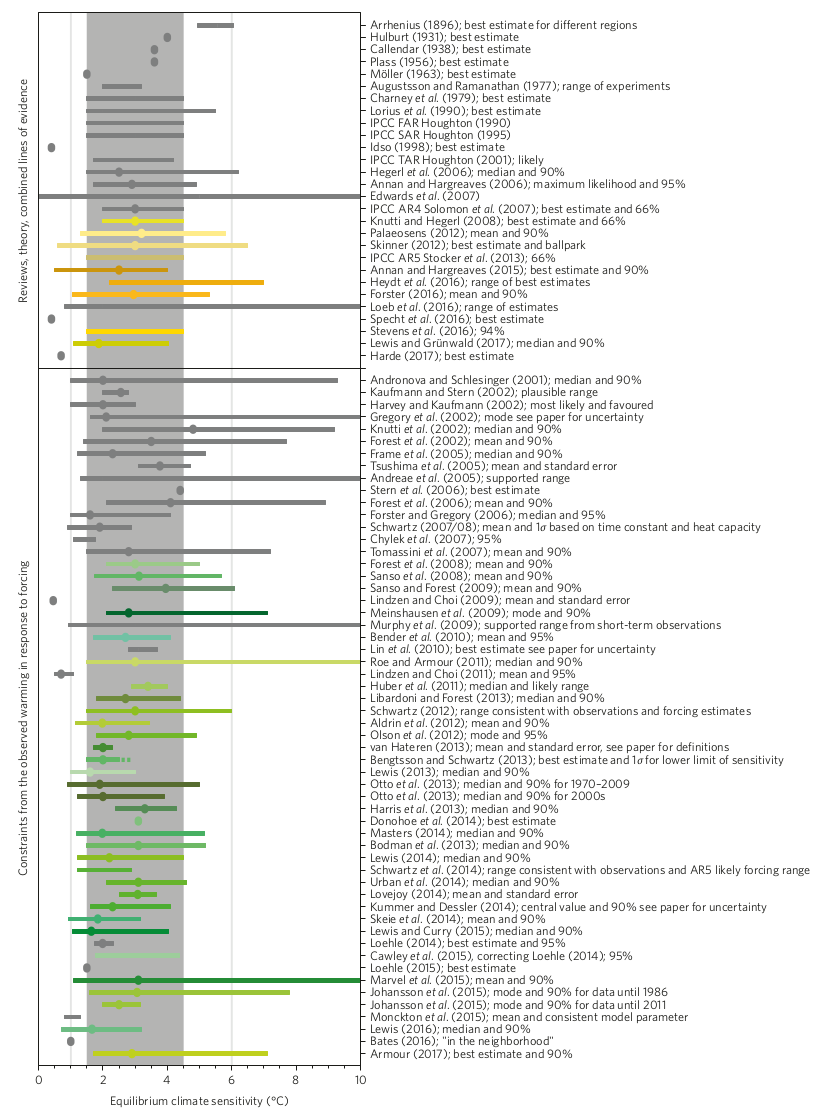 Reviews, theory, combined lines of evidence
Arrhenius (1896); best estimate for different regions
Hulburt (1931); best estimate
Callendar (1938); best estimate
Plass (1956); best estimate
Möller (1963); best estimate
Augustsson and Ramanathan (1977); range of experiments
Charney et al. (1979); best estimate
Lorius et al. (1990); best estimate
IPCC FAR Houghton (1990)
IPCC SAR Houghton (1995)
Idso (1998); best estimate
IPCC TAR Houghton (2001); likely
Hegerl et al. (2006); median and 90%
Annan and Hargreaves (2006); maximum likelihood and 95%
Edwards et al. (2007)
IPCC AR4 Solomon et al. (2007); best estimate and 66%
Knutti and Hegerl (2008); best estimate and 66%
Palaeosens (2012); mean and 90%
Skinner (2012); best estimate and ballpark
IPCC AR5 Stocker et al. (2013); 66%
Annan and Hargreaves (2015); best estimate and 90%
Heydt et al. (2016); range of best estimates
Forster (2016); mean and 90%
Loeb et al. (2016); range of estimates
Specht et al. (2016); best estimate
Stevens et al. (2016); 94%
Lewis and Grünwald (2017); median and 90%
Harde (2017); best estimate
Constraints from the observed warming in response to forcing
Andronova and Schlesinger (2001); median and 90%
Kaufmann and Stern (2002); plausible range
Harvey and Kaufmann (2002); most likely and favoured
Gregory et al. (2002); mode see paper for uncertainty
Knutti et al. (2002); median and 90%
Forest et al. (2002); mean and 90%
Frame et al. (2005); median and 90%
Tsushima et al. (2005); mean and standard error
Andreae et al. (2005); supported range
Stern et al. (2006); best estimate
Forest et al. (2006); mean and 90%
Forster and Gregory (2006); median and 95%
Schwartz (2007/08); mean and 1σ based on time constant and heat capacity
Chylek et al. (2007); 95%
Tomassini et al. (2007); mean and 90%
Forest et al. (2008); mean and 90%
Sanso et al. (2008); mean and 90%
Sanso and Forest (2009); mean and 90%
Lindzen and Choi (2009); mean and standard error
Meinshausen et al. (2009); mode and 90%
Murphy et al. (2009); supported range from short-term observations
Bender et al. (2010); mean and 95%
Lin et al. (2010); best estimate see paper for uncertainty
Roe and Armour (2011); median and 90%
Lindzen and Choi (2011); mean and 95%
Huber et al. (2011); median and likely range
Libardoni and Forest (2013); median and 90%
Schwartz (2012); range consistent with observations and forcing estimates
Aldrin et al. (2012); mean and 90%
Olson et al. (2012); mode and 95%
van Hateren (2013); mean and standard error, see paper for definitions
Bengtsson and Schwartz (2013); best estimate and 1σ for lower limit of sensitivity
Lewis (2013); median and 90%
Otto et al. (2013); median and 90% for 1970–2009
Otto et al. (2013); median and 90% for 2000s
Harris et al. (2013); median and 90%
Donohoe et al. (2014); best estimate
Masters (2014); median and 90%
Bodman et al. (2013); median and 90%
Lewis (2014); median and 90%
Schwartz et al. (2014); range consistent with observations and AR5 likely forcing range
Urban et al. (2014); median and 90%
Lovejoy (2014); mean and standard error
Kummer and Dessler (2014); central value and 90% see paper for uncertainty
Skeie et al. (2014); mean and 90%
Lewis and Curry (2015); median and 90%
Loehle (2014); best estimate and 95%
Cawley et al. (2015), correcting Loehle (2014); 95%
Loehle (2015); best estimate
Marvel et al. (2015); mean and 90%
Johansson et al. (2015); mode and 90% for data until 1986
Johansson et al. (2015); mode and 90% for data until 2011
Monckton et al. (2015); mean and consistent model parameter
Lewis (2016); median and 90%
Bates (2016); "in the neighborhood"
Armour (2017); best estimate and 90%
0 2 4 6 8 10
Equilibrium climate sensitivity (°C)